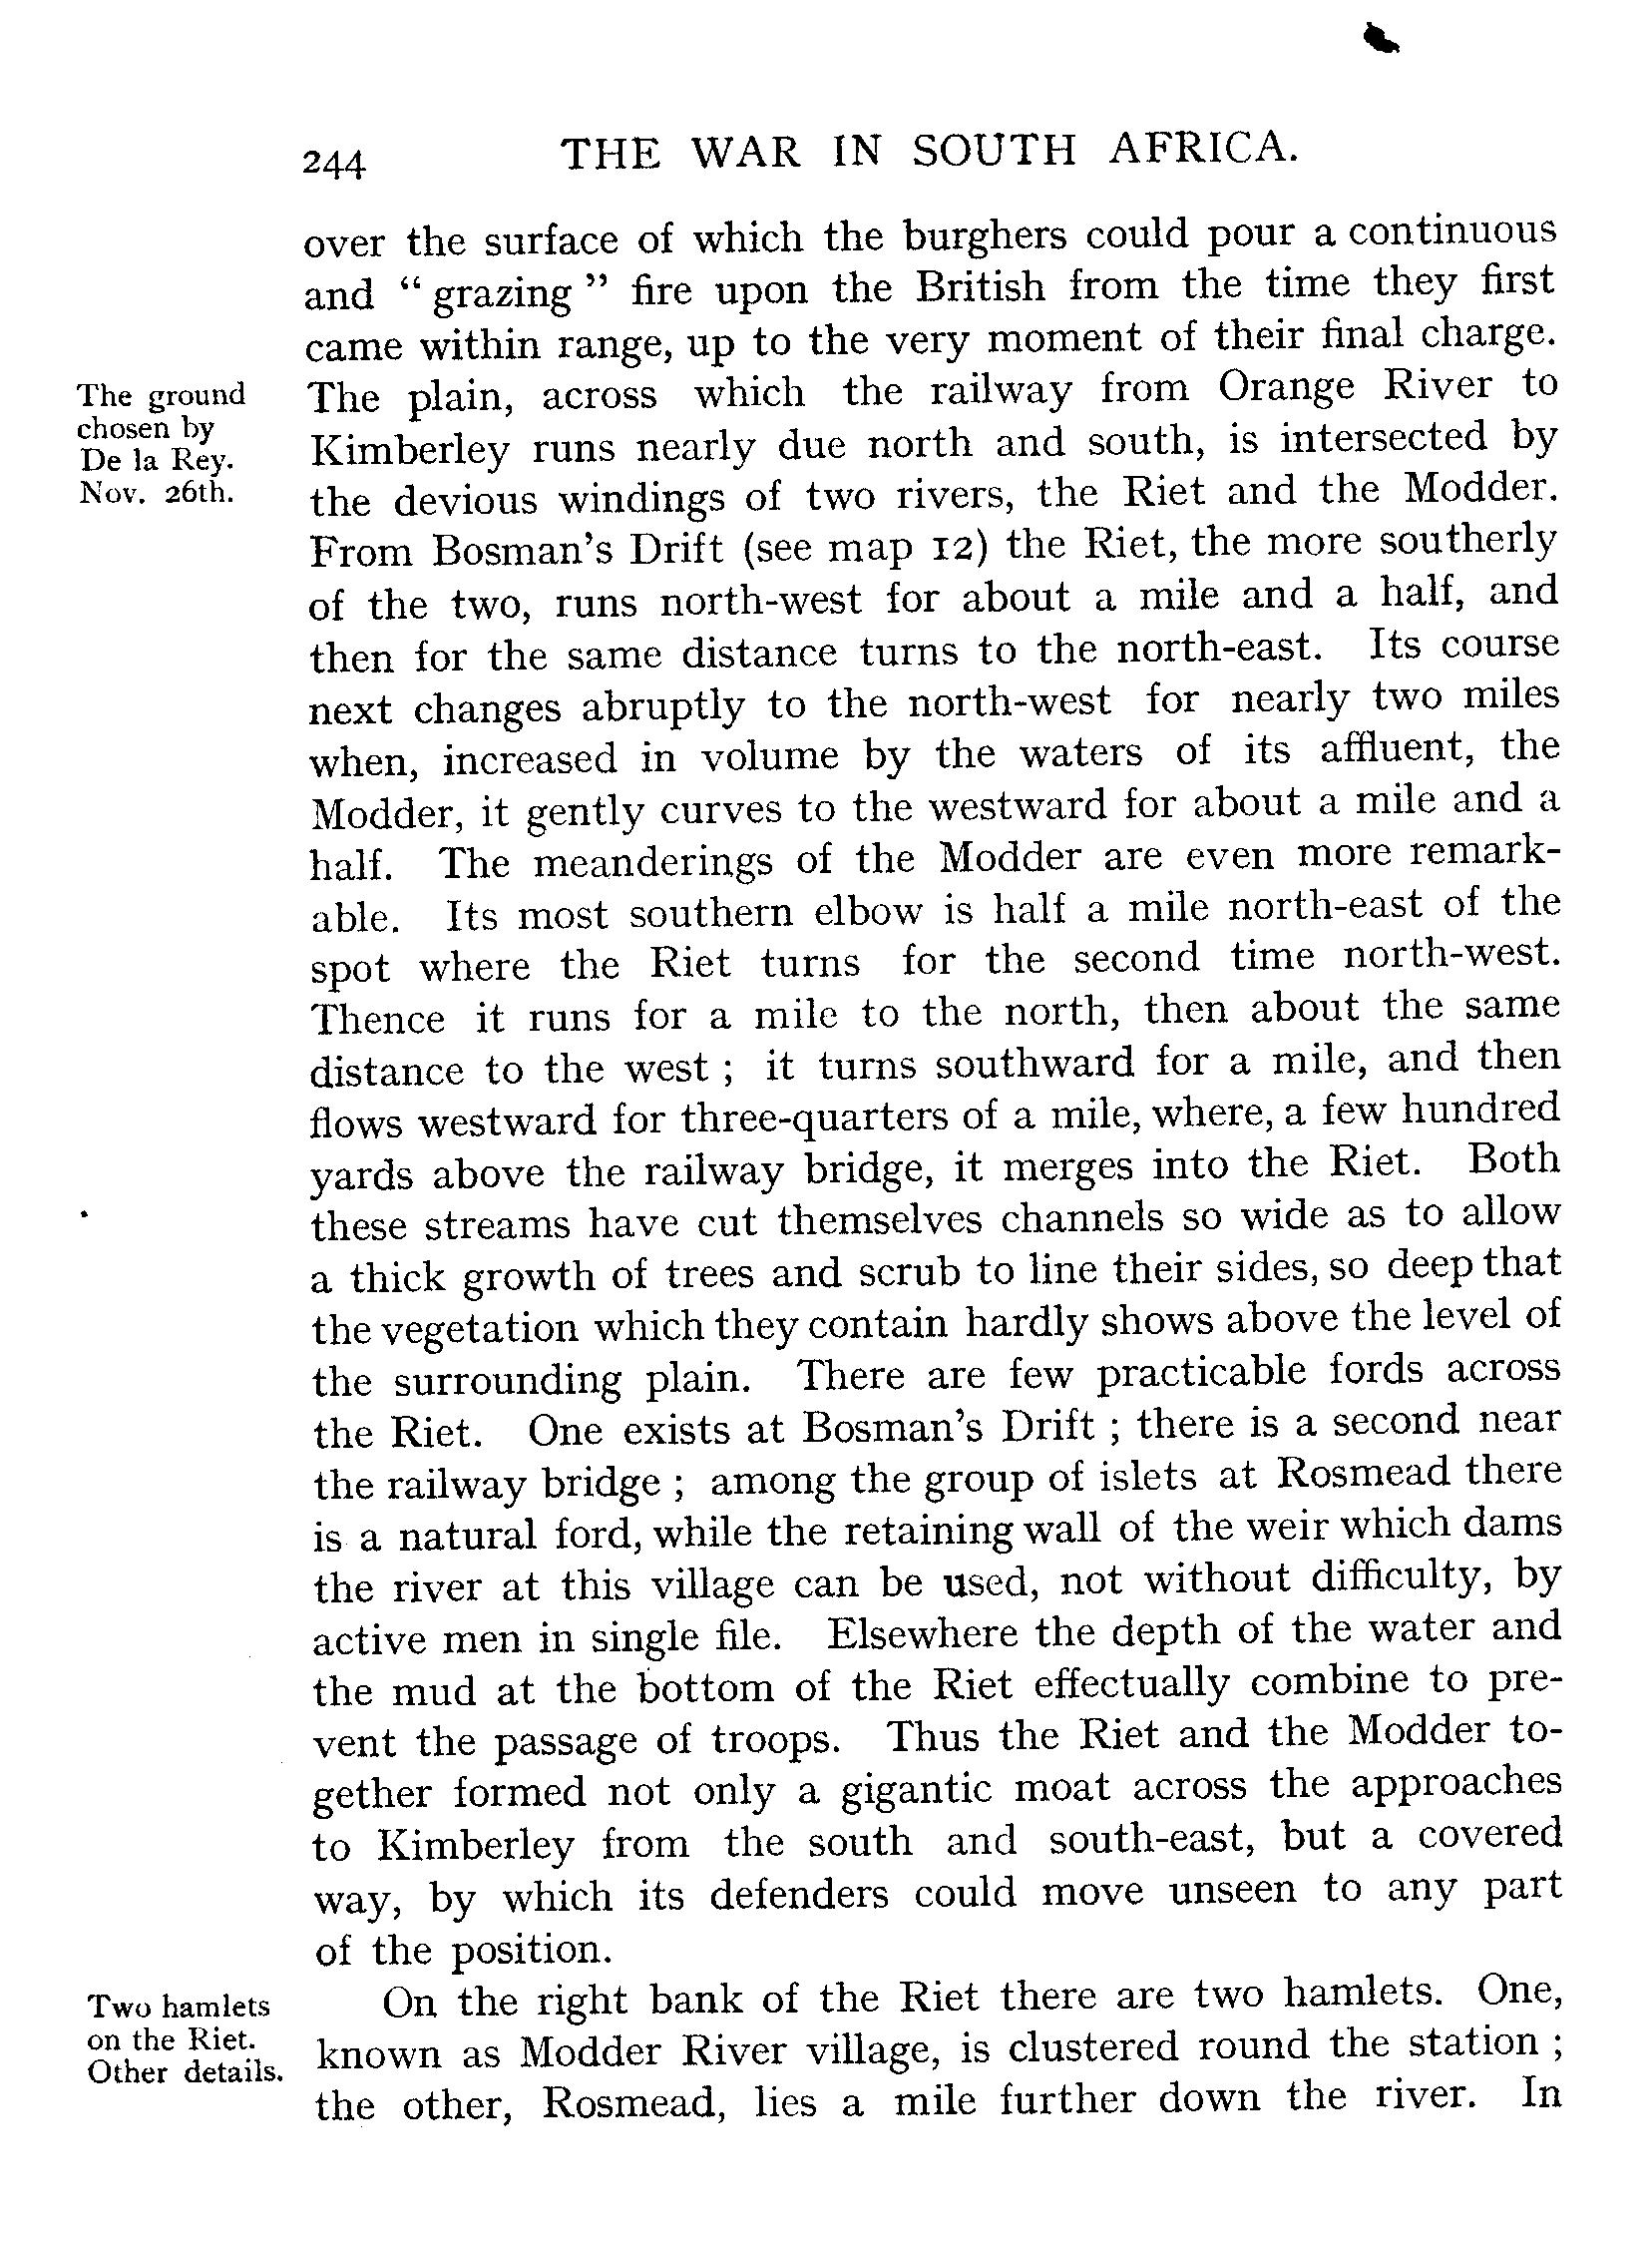 244 THE WAR IN SOUTH AFRICA.
over the surface of which the burghers could pour a continuous
and “ grazing ” fire upon the British from the time they first
came within range, up to the very moment of their final charge.
The ground
chosen by
De la Rey.
Nov. 26th.
The plain, across which the railway from Orange River to
Kimberley runs nearly due north and south, is intersected by
the devious windings of two rivers, the Riet and the Modder.
From Bosman’s Drift (see map 12) the Riet, the more southerly
of the two, runs north-west for about a mile and a half, and
then for the same distance turns to the north-east. Its course
next changes abruptly to the north-west for nearly two miles
when, increased in volume by the waters of its affluent, the
Modder, it gently curves to the westward for about a mile and a
half. The meanderings of the Modder are even more remark-
able. Its most southern elbow is half a mile north-east of the
spot where the Riet turns for the second time north-west.
Thence it runs for a mile to the north, then about the same
distance to the west ; it turns southward for a mile, and then
flows westward for three-quarters of a mile, where, a few hundred
yards above the railway bridge, it merges into the Riet. Both
these streams have cut themselves channels so wide as to allow
a thick growth of trees and scrub to line their sides, so deep that
the vegetation which they contain hardly shows above the level of
the surrounding plain. There are few practicable fords across
the Riet. One exists at Bosman’s Drift ; there is a second near
the railway bridge ; among the group of islets at Rosmead there
is a natural ford, while the retaining wall of the weir which dams
the river at this village can be used, not without difficulty, by
active men in single file. Elsewhere the depth of the water and
the mud at the bottom of the Riet effectually combine to pre-
vent the passage of troops. Thus the Riet and the Modder to-
gether formed not only a gigantic moat across the approaches
to Kimberley from the south and south-east, but a covered
way, by which its defenders could move unseen to any part
of the position.
Two hamlets
on the Riet.
Other details.
On the right bank of the Riet there are two hamlets. One,
known as Modder River village, is clustered round the station ;
the other, Rosmead, lies a mile further down the river. In